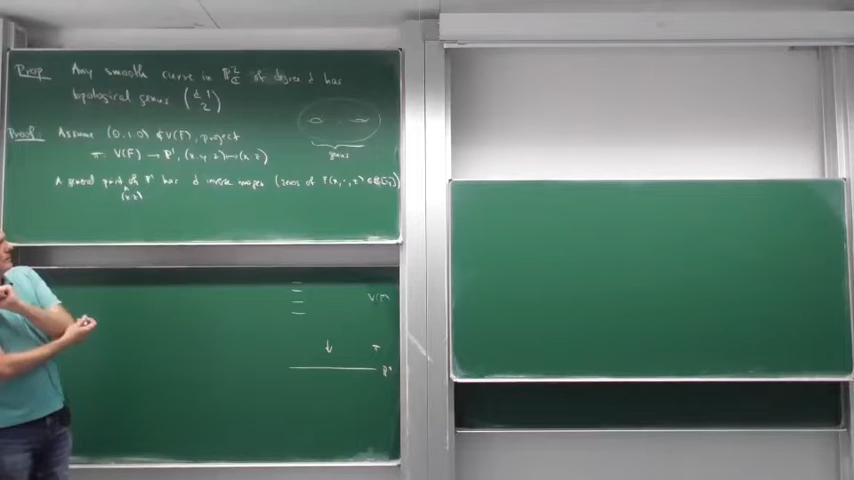 Prop Any smooth curve in P²_C of degree d has
topological genus (d-1 2)
Proof Assume (0,1,0) ∉ V(F), project
π: V(F) → P¹, (x,y,z) ↦ (x,z)
genus
A general point of P¹ has d inverse images (zeros of F(x,·,z)
(x,z)
V(F)
↓ π
P¹